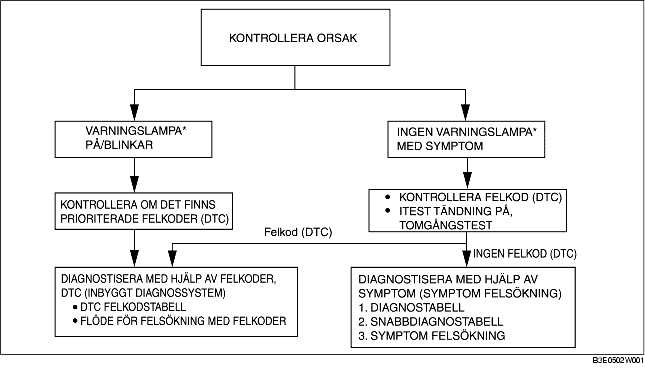 KONTROLLERA ORSAK
VARNINGSLAMPA*
PÅ/BLINKAR
INGEN VARNINGSLAMPA*
MED SYMPTOM
KONTROLLERA OM DET FINNS
PRIORITERADE FELKODER (DTC)
• KONTROLLERA FELKOD (DTC)
• ITEST TÄNDNING PÅ,
TOMGÅNGSTEST
Felkod (DTC)
INGEN FELKOD (DTC)
DIAGNOSTISERA MED HJÄLP AV FELKODER,
DTC (INBYGGT DIAGNOSSYSTEM)
• DTC FELKODSTABELL
• FLÖDE FÖR FELSÖKNING MED FELKODER
DIAGNOSTISERA MED HJÄLP AV
SYMPTOM (SYMPTOM FELSÖKNING)
1. DIAGNOSTABELL
2. SNABBDIAGNOSTABELL
3. SYMPTOM FELSÖKNING
B3E0502W001